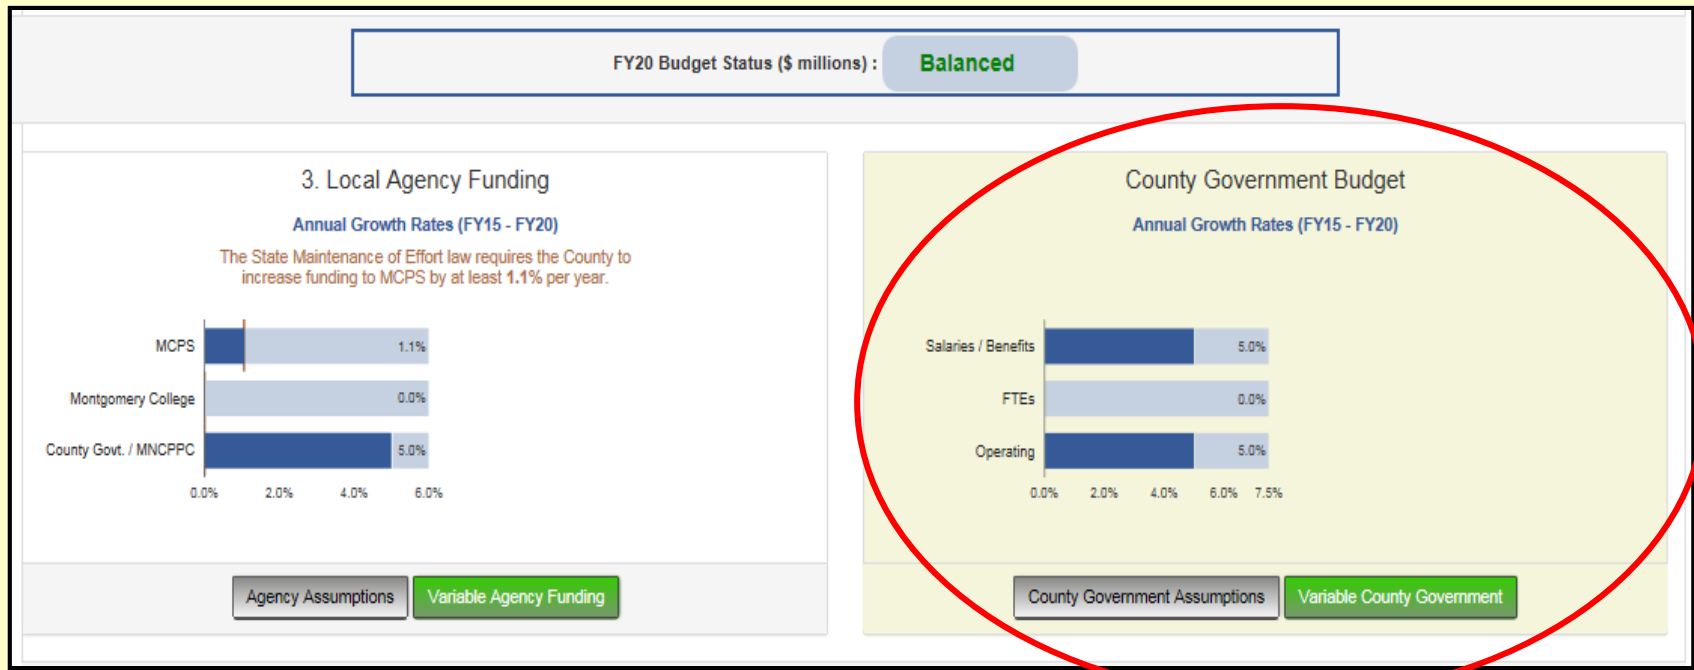 FY20 Budget Status ($ millions) : Balanced
3. Local Agency Funding
Annual Growth Rates (FY15 - FY20)
The State Maintenance of Effort law requires the County to
increase funding to MCPS by at least 1.1% per year.
MCPS 1.1%
Montgomery College 0.0%
County Govt. / MNCPPC 5.0%
0.0% 2.0% 4.0% 6.0%
Agency Assumptions Variable Agency Funding
County Government Budget
Annual Growth Rates (FY15 - FY20)
Salaries / Benefits 5.0%
FTEs 0.0%
Operating 5.0%
0.0% 2.0% 4.0% 6.0% 7.5%
County Government Assumptions Variable County Government